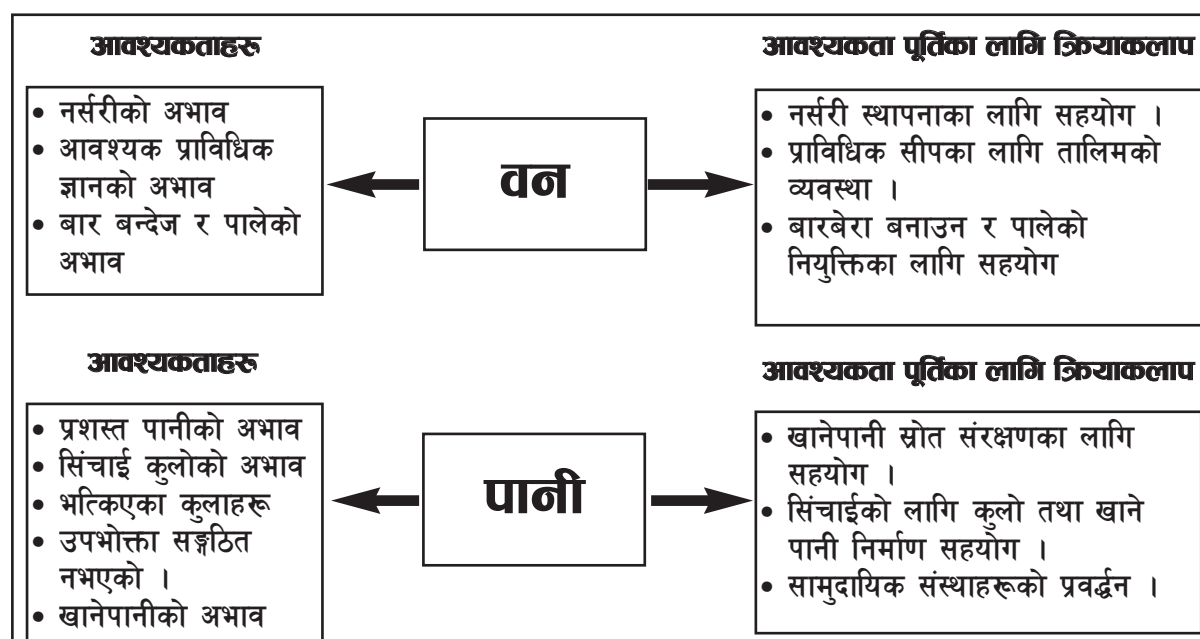 आवश्यकताहरु
आवश्यकता पूर्तिका लागि क्रियाकलाप
• नर्सरीको अभाव
• आवश्यक प्राविधिक
ज्ञानको अभाव
• बार बन्देज र पालेको
अभाव
वन
• नर्सरी स्थापनाका लागि सहयोग ।
• प्राविधिक सीपका लागि तालिमको
व्यवस्था ।
• बारबेरा बनाउन र पालेको
नियुक्तिका लागि सहयोग
आवश्यकताहरु
आवश्यकता पूर्तिका लागि क्रियाकलाप
• प्रशस्त पानीको अभाव
• सिंचाई कुलोको अभाव
• भत्किएका कुलाहरू
• उपभोक्ता सङ्गठित
नभएको ।
• खानेपानीको अभाव
पानी
• खानेपानी स्रोत संरक्षणका लागि
सहयोग ।
• सिंचाईको लागि कुलो तथा खाने
पानी निर्माण सहयोग ।
• सामुदायिक संस्थाहरूको प्रवर्द्धन ।